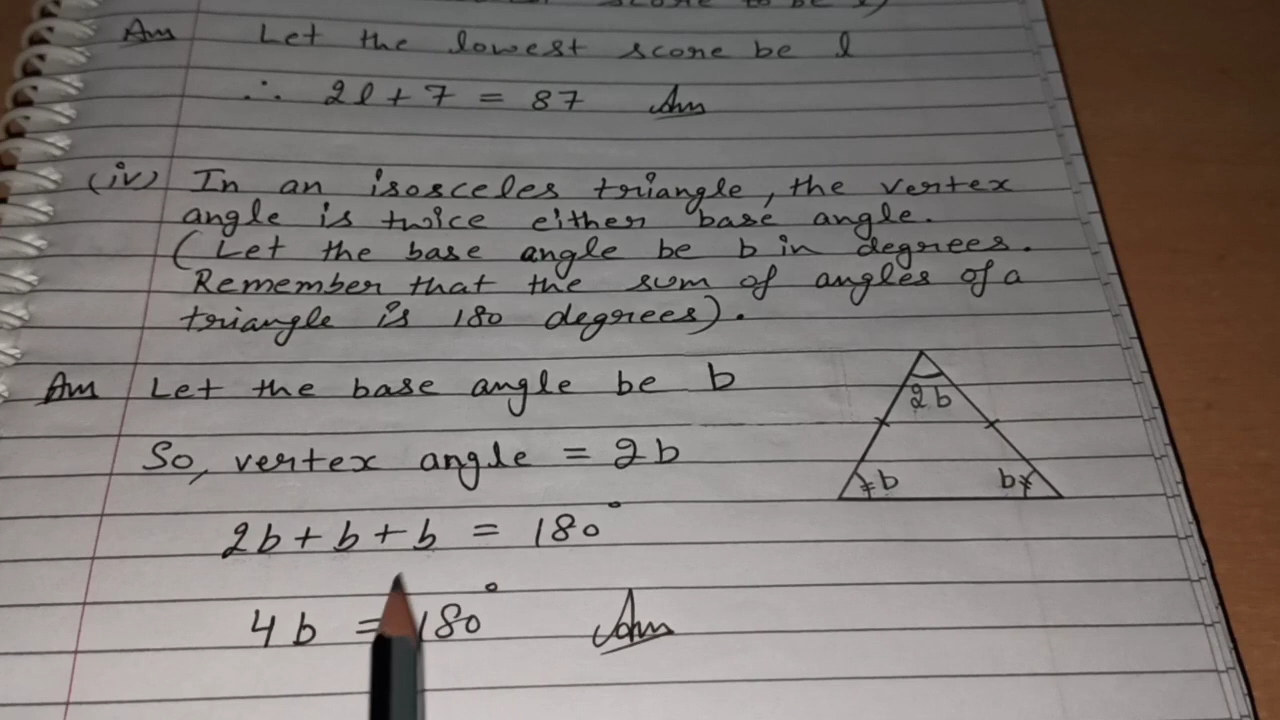 score to be l)
Ans Let the lowest score be l
∴ 2l + 7 = 87 Ans
(iv) In an isosceles triangle, the vertex
angle is twice either base angle.
(Let the base angle be b in degrees.
Remember that the sum of angles of a
triangle is 180 degrees).
Ans Let the base angle be b
So, vertex angle = 2b
2b + b + b = 180°
4b = 180° Ans
2b
b b